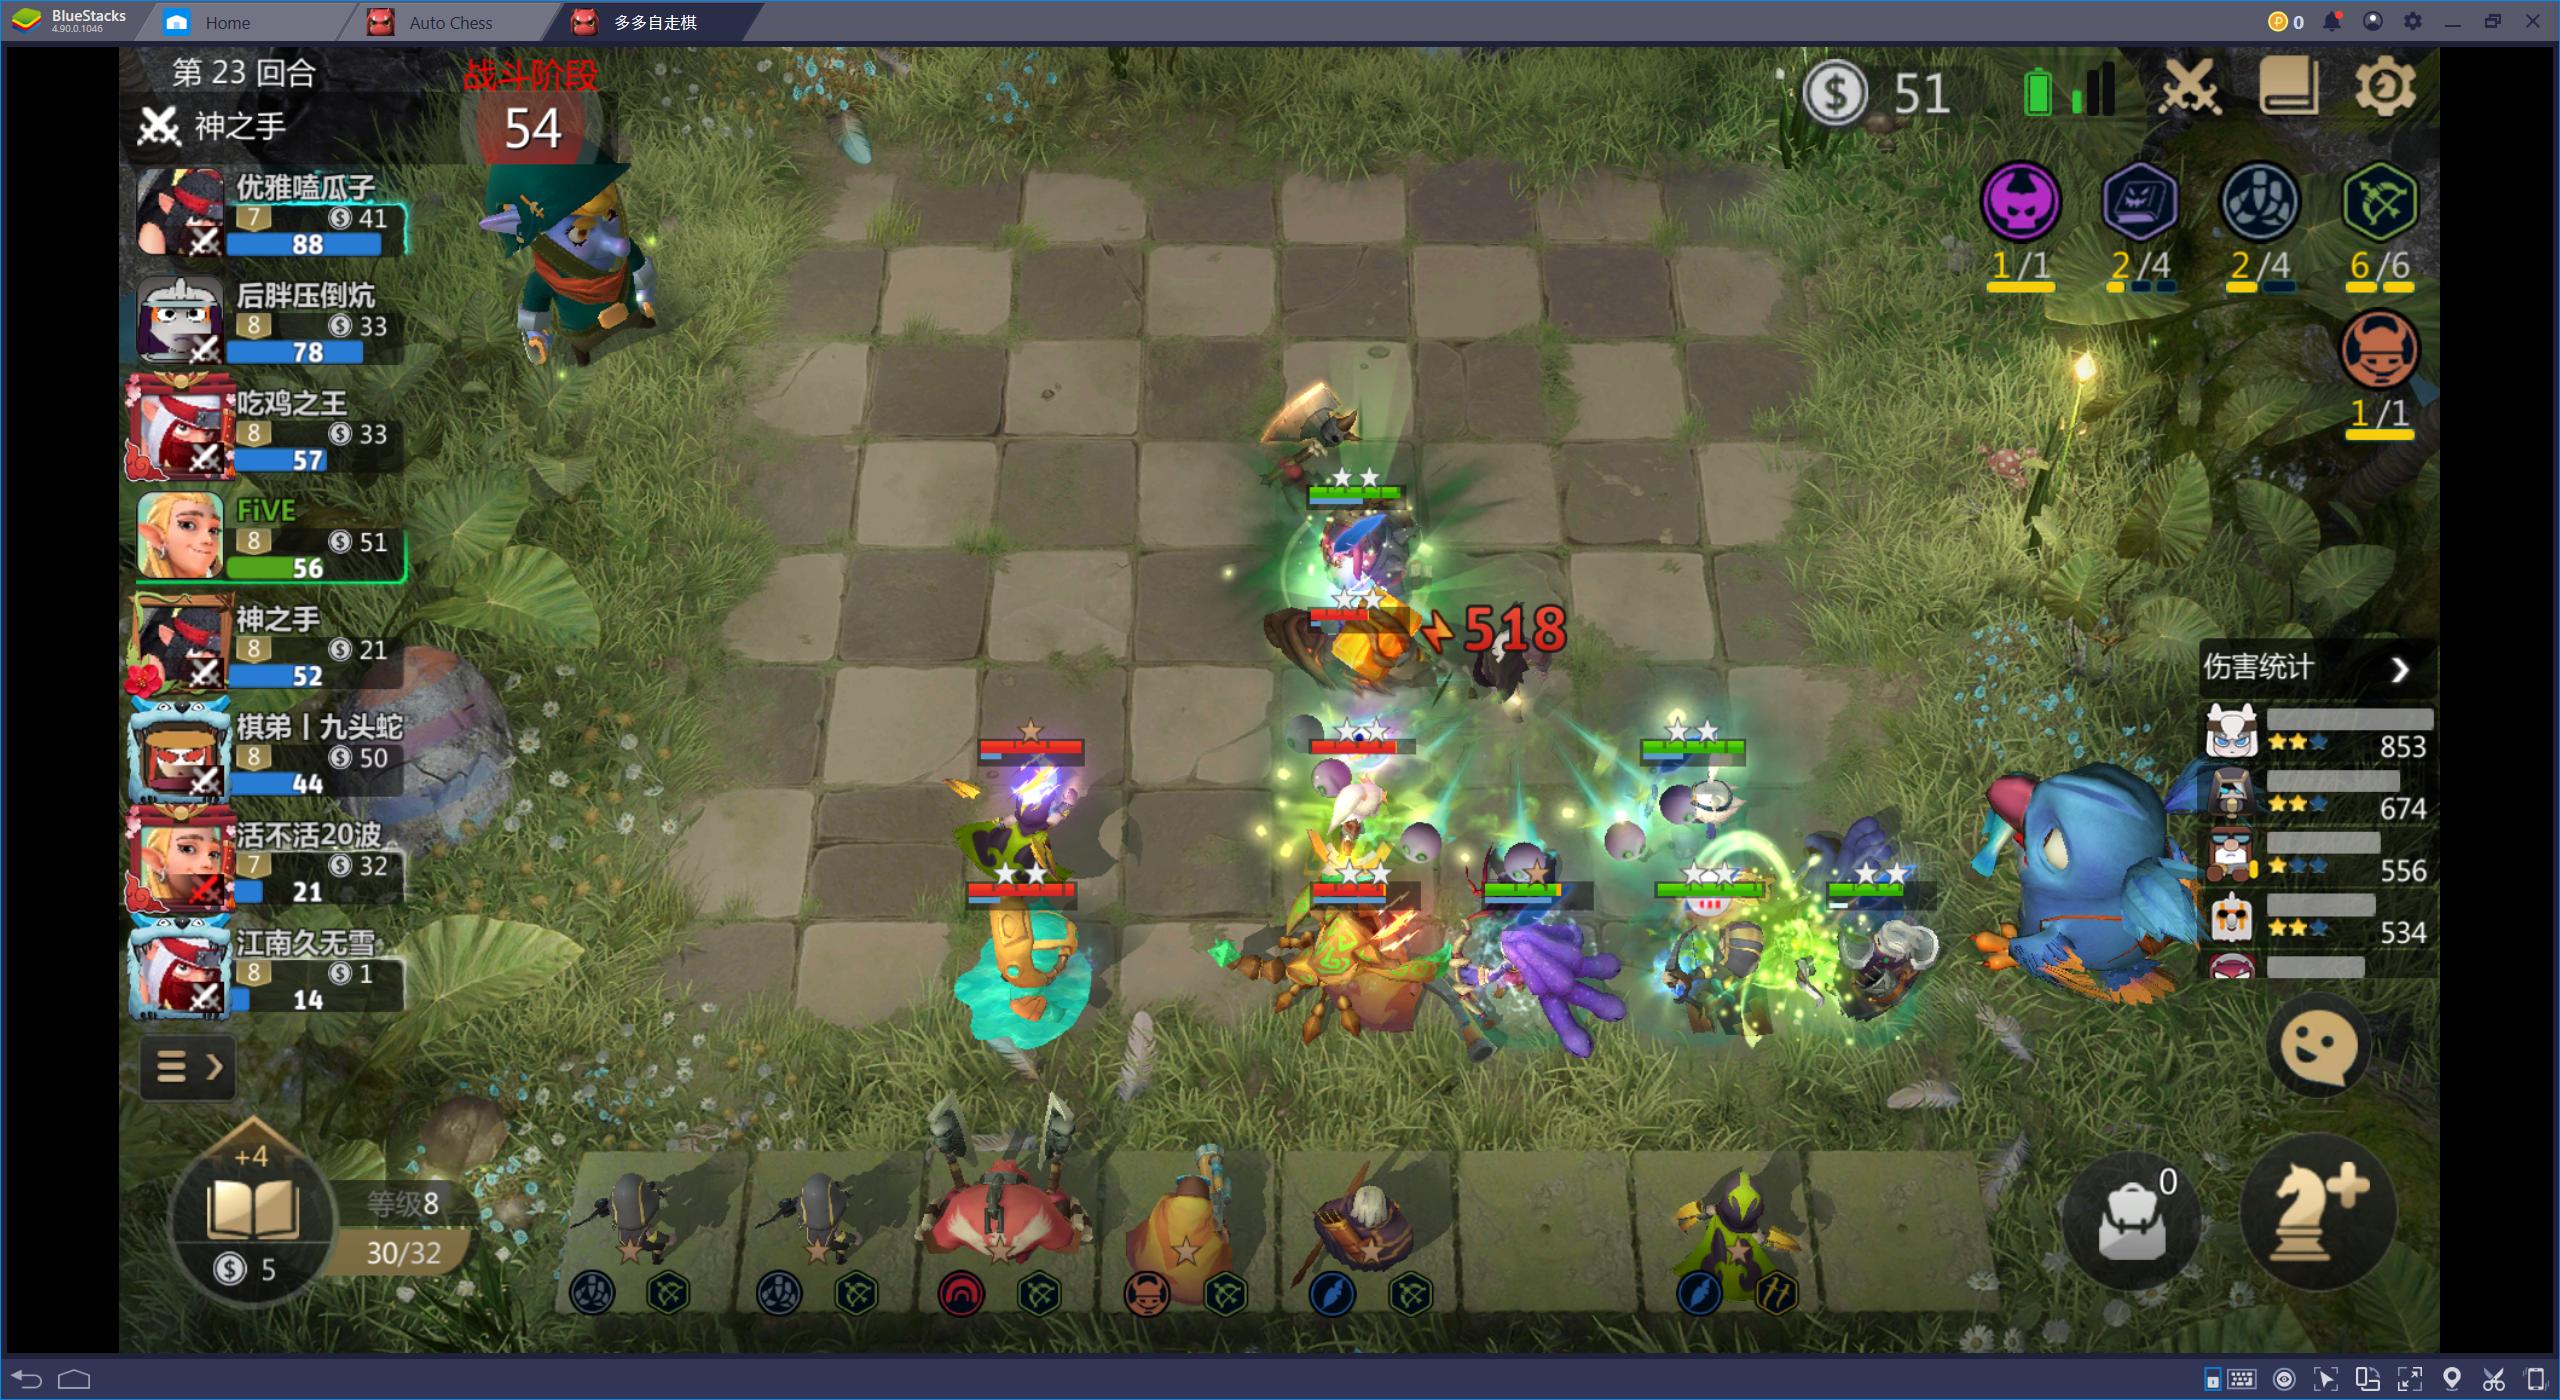 BlueStacks
4.90.0.1046
Home
Auto Chess
多多自走棋
0
第 23 回合
战斗阶段
神之手
54
51
优雅嗑瓜子
7
41
88
后胖压倒炕
8
33
78
吃鸡之王
8
33
57
FiVE
8
51
56
神之手
8
21
52
棋弟丨九头蛇
8
50
44
活不活20波
7
32
21
江南久无雪
8
1
14
1/1
2/4
2/4
6/6
1/1
518
伤害统计
853
674
556
534
+4
等级8
30/32
5
0